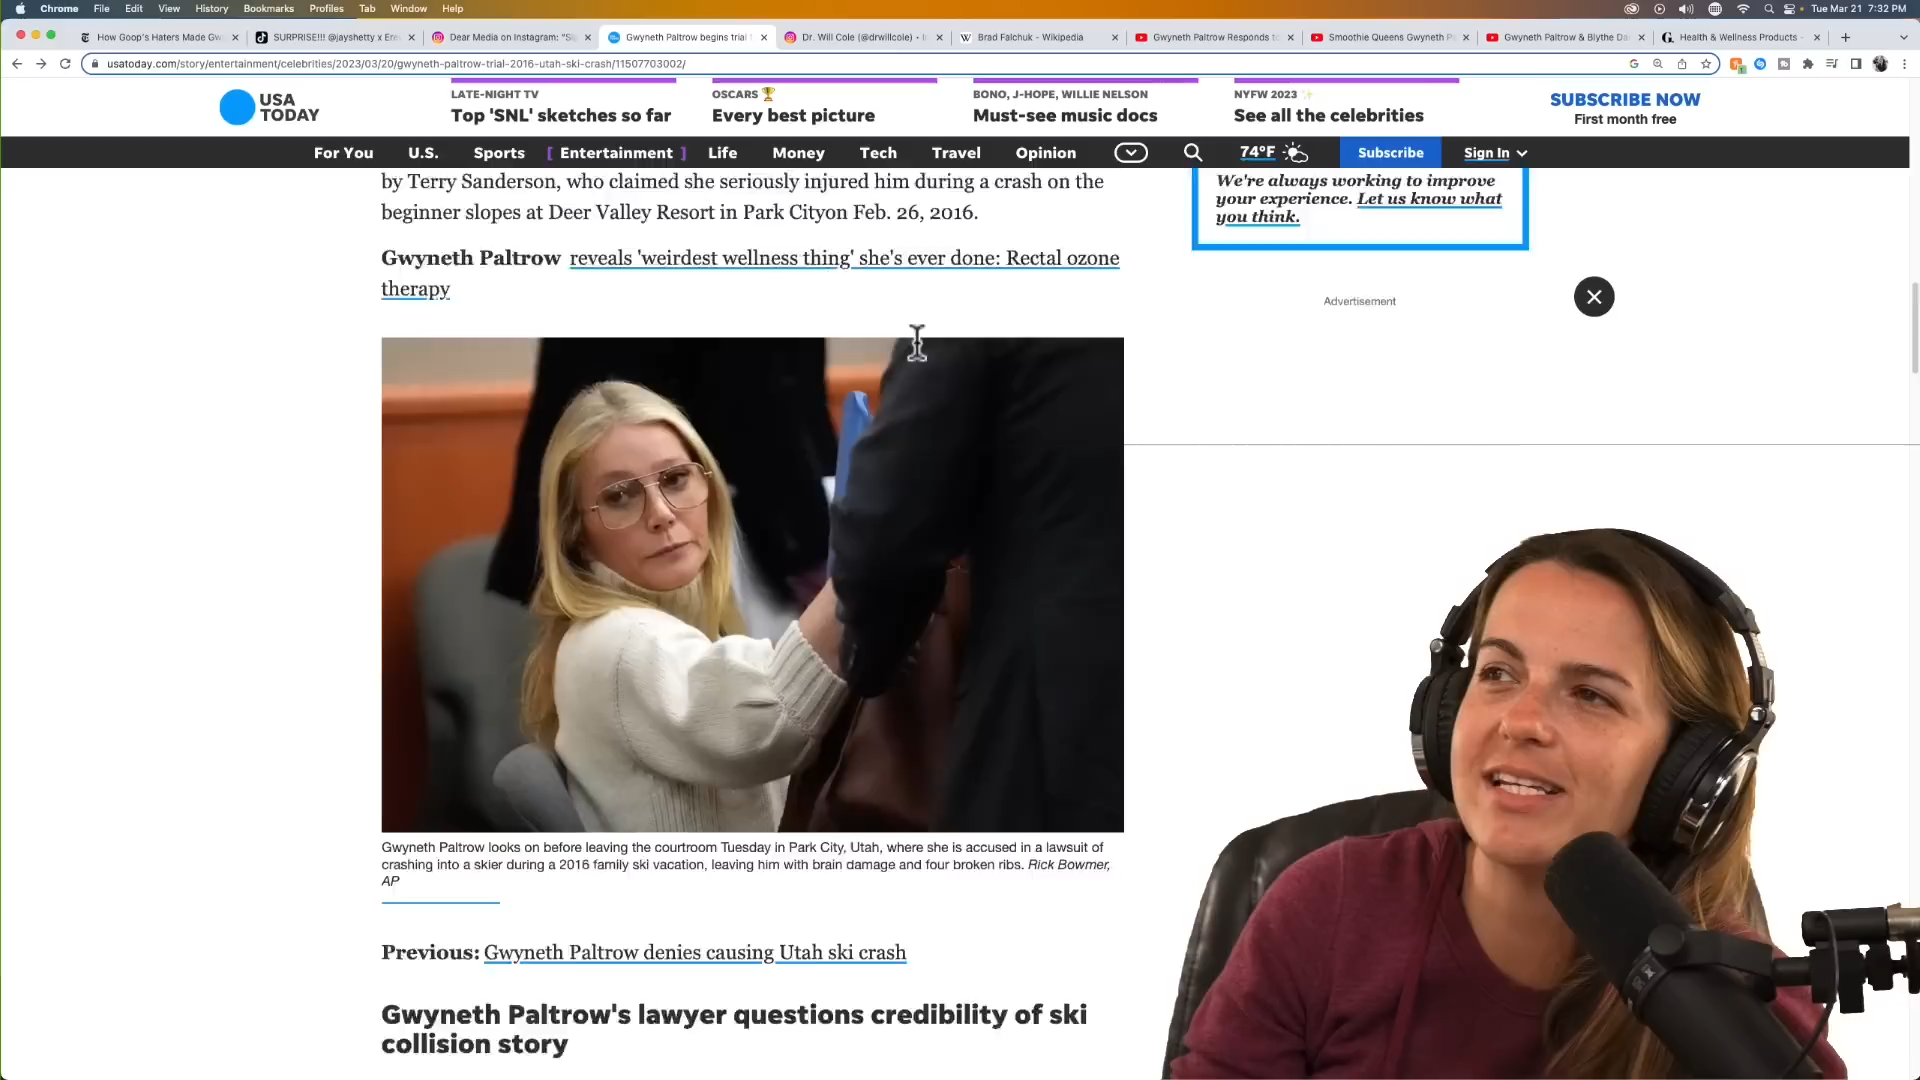 Chrome File Edit View History Bookmarks Profiles Tab Window Help Tue Mar 21 7:32 PM
How Goop's Haters Made Gw SURPRISE!!! @jayshetty x Ere Dear Media on Instagram: Gwyneth Paltrow begins trial Dr. Will Cole (@drwillcole) • Brad Falchuk - Wikipedia Gwyneth Paltrow Responds t Smoothie Queens Gwyneth P Gwyneth Paltrow & Blythe Da Health & Wellness Products -
usatoday.com/story/entertainment/celebrities/2023/03/20/gwyneth-paltrow-trial-2016-utah-ski-crash/11507703002/
USA TODAY
LATE-NIGHT TV
Top 'SNL' sketches so far
OSCARS 🏆
Every best picture
BONO, J-HOPE, WILLIE NELSON
Must-see music docs
NYFW 2023 ✨
See all the celebrities
SUBSCRIBE NOW
First month free
For You U.S. Sports [ Entertainment ] Life Money Tech Travel Opinion 74°F Subscribe Sign In
by Terry Sanderson, who claimed she seriously injured him during a crash on the
beginner slopes at Deer Valley Resort in Park Cityon Feb. 26, 2016.
We're always working to improve
your experience. Let us know what
you think.
Gwyneth Paltrow reveals 'weirdest wellness thing' she's ever done: Rectal ozone
therapy
Advertisement
Gwyneth Paltrow looks on before leaving the courtroom Tuesday in Park City, Utah, where she is accused in a lawsuit of
crashing into a skier during a 2016 family ski vacation, leaving him with brain damage and four broken ribs. Rick Bowmer,
AP
Previous: Gwyneth Paltrow denies causing Utah ski crash
Gwyneth Paltrow's lawyer questions credibility of ski
collision story